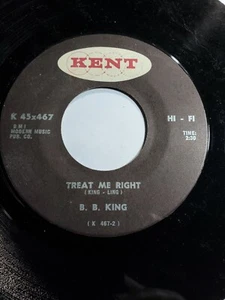 KENT
K 45x467
HI - FI
BMI
MODERN MUSIC
PUB. CO.
TIME:
2:30
TREAT ME RIGHT
(KING - LING)
B. B. KING
(K 467-2)